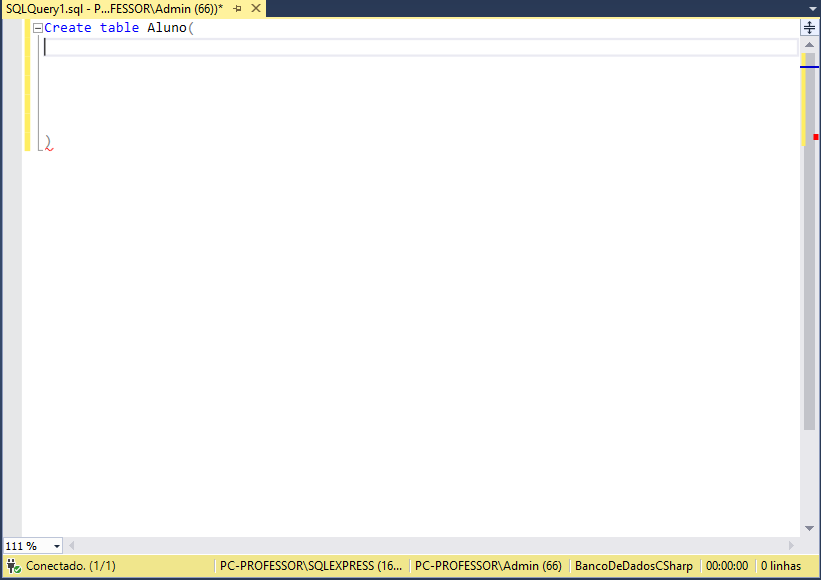 SQLQuery1.sql - P...FESSOR\Admin (66))*
Create table Aluno(
)
111 %
Conectado. (1/1) PC-PROFESSOR\SQLEXPRESS (16... PC-PROFESSOR\Admin (66) BancoDeDadosCSharp 00:00:00 0 linhas